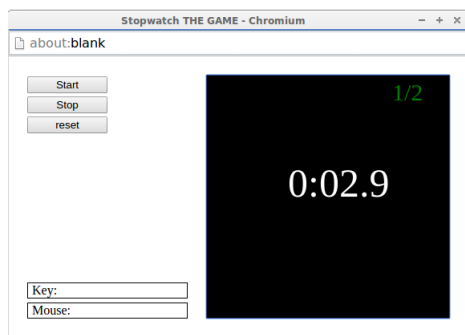 Stopwatch THE GAME - Chromium
about:blank
Start
Stop
reset
1/2
0:02.9
Key:
Mouse: